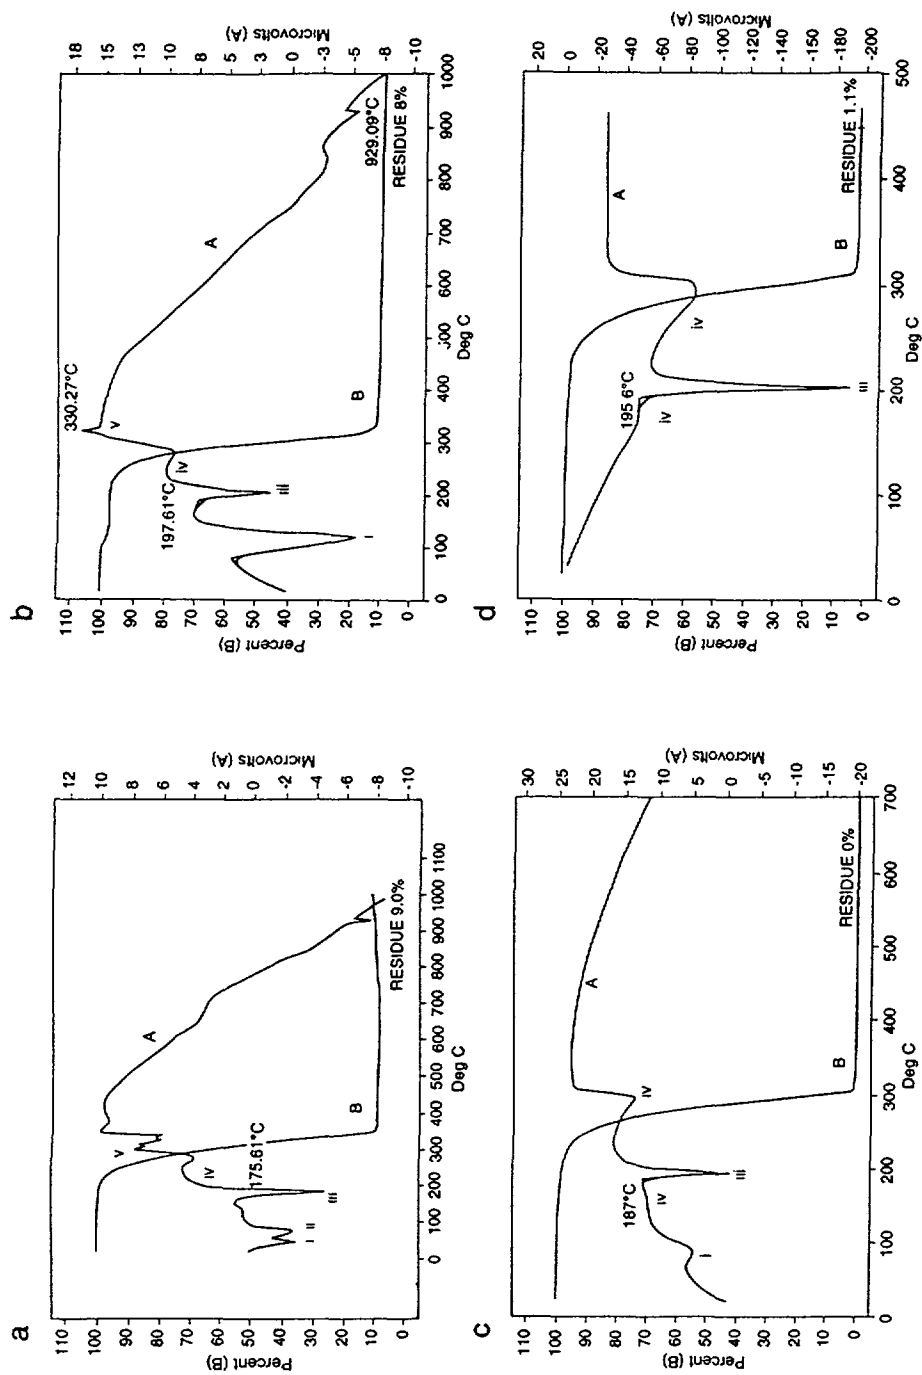 a
110
100
90
80
70
60
50
40
30
20
10
0
Percent (B)
12
10
8
6
4
2
0
-2
-4
-6
-8
-10
Microvolts (A)
0
100
200
300
400
500
600
700
800
900
1000
1100
Deg C
A
B
i
ii
iii
iv
v
175.61°C
RESIDUE 9.0%
b
110
100
90
80
70
60
50
40
30
20
10
0
Percent (B)
18
15
13
10
8
5
3
0
-3
-5
-8
-10
Microvolts (A)
0
100
200
300
400
500
600
700
800
900
1000
Deg C
A
B
i
iii
iv
v
197.61°C
330.27°C
929.09°C
RESIDUE 8%
c
110
100
90
80
70
60
50
40
30
20
10
0
Percent (B)
30
25
20
15
10
5
0
-5
-10
-15
-20
Microvolts (A)
0
100
200
300
400
500
600
700
Deg C
A
B
i
iii
iv
iv
187°C
RESIDUE 0%
d
100
90
80
70
60
50
40
30
20
10
0
Percent (B)
20
0
-20
-40
-60
-80
-100
-120
-140
-160
-180
-200
Microvolts (A)
0
100
200
300
400
500
Deg C
A
B
iii
iv
iv
195.6°C
RESIDUE 1.1%